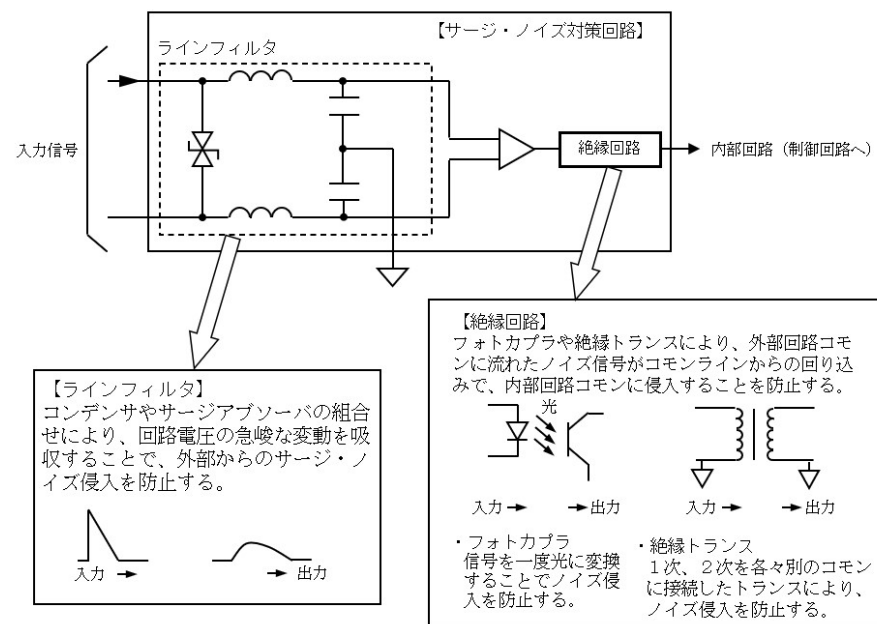 【サージ・ノイズ対策回路】
ラインフィルタ
入力信号
絶縁回路
内部回路（制御回路へ）
【ラインフィルタ】
コンデンサやサージアブソーバの組合
せにより、回路電圧の急峻な変動を吸
収することで、外部からのサージ・ノ
イズ侵入を防止する。
入力
出力
【絶縁回路】
フォトカプラや絶縁トランスにより、外部回路コモ
ンに流れたノイズ信号がコモンラインからの回り込
みで、内部回路コモンに侵入することを防止する。
光
入力
出力
入力
出力
・フォトカプラ
信号を一度光に変換
することでノイズ侵
入を防止する。
・絶縁トランス
１次、２次を各々別のコモン
に接続したトランスにより、
ノイズ侵入を防止する。